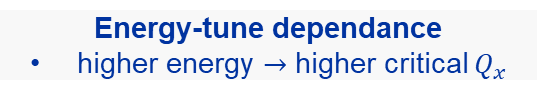 Energy-tune dependance
• higher energy → higher critical Qₓ